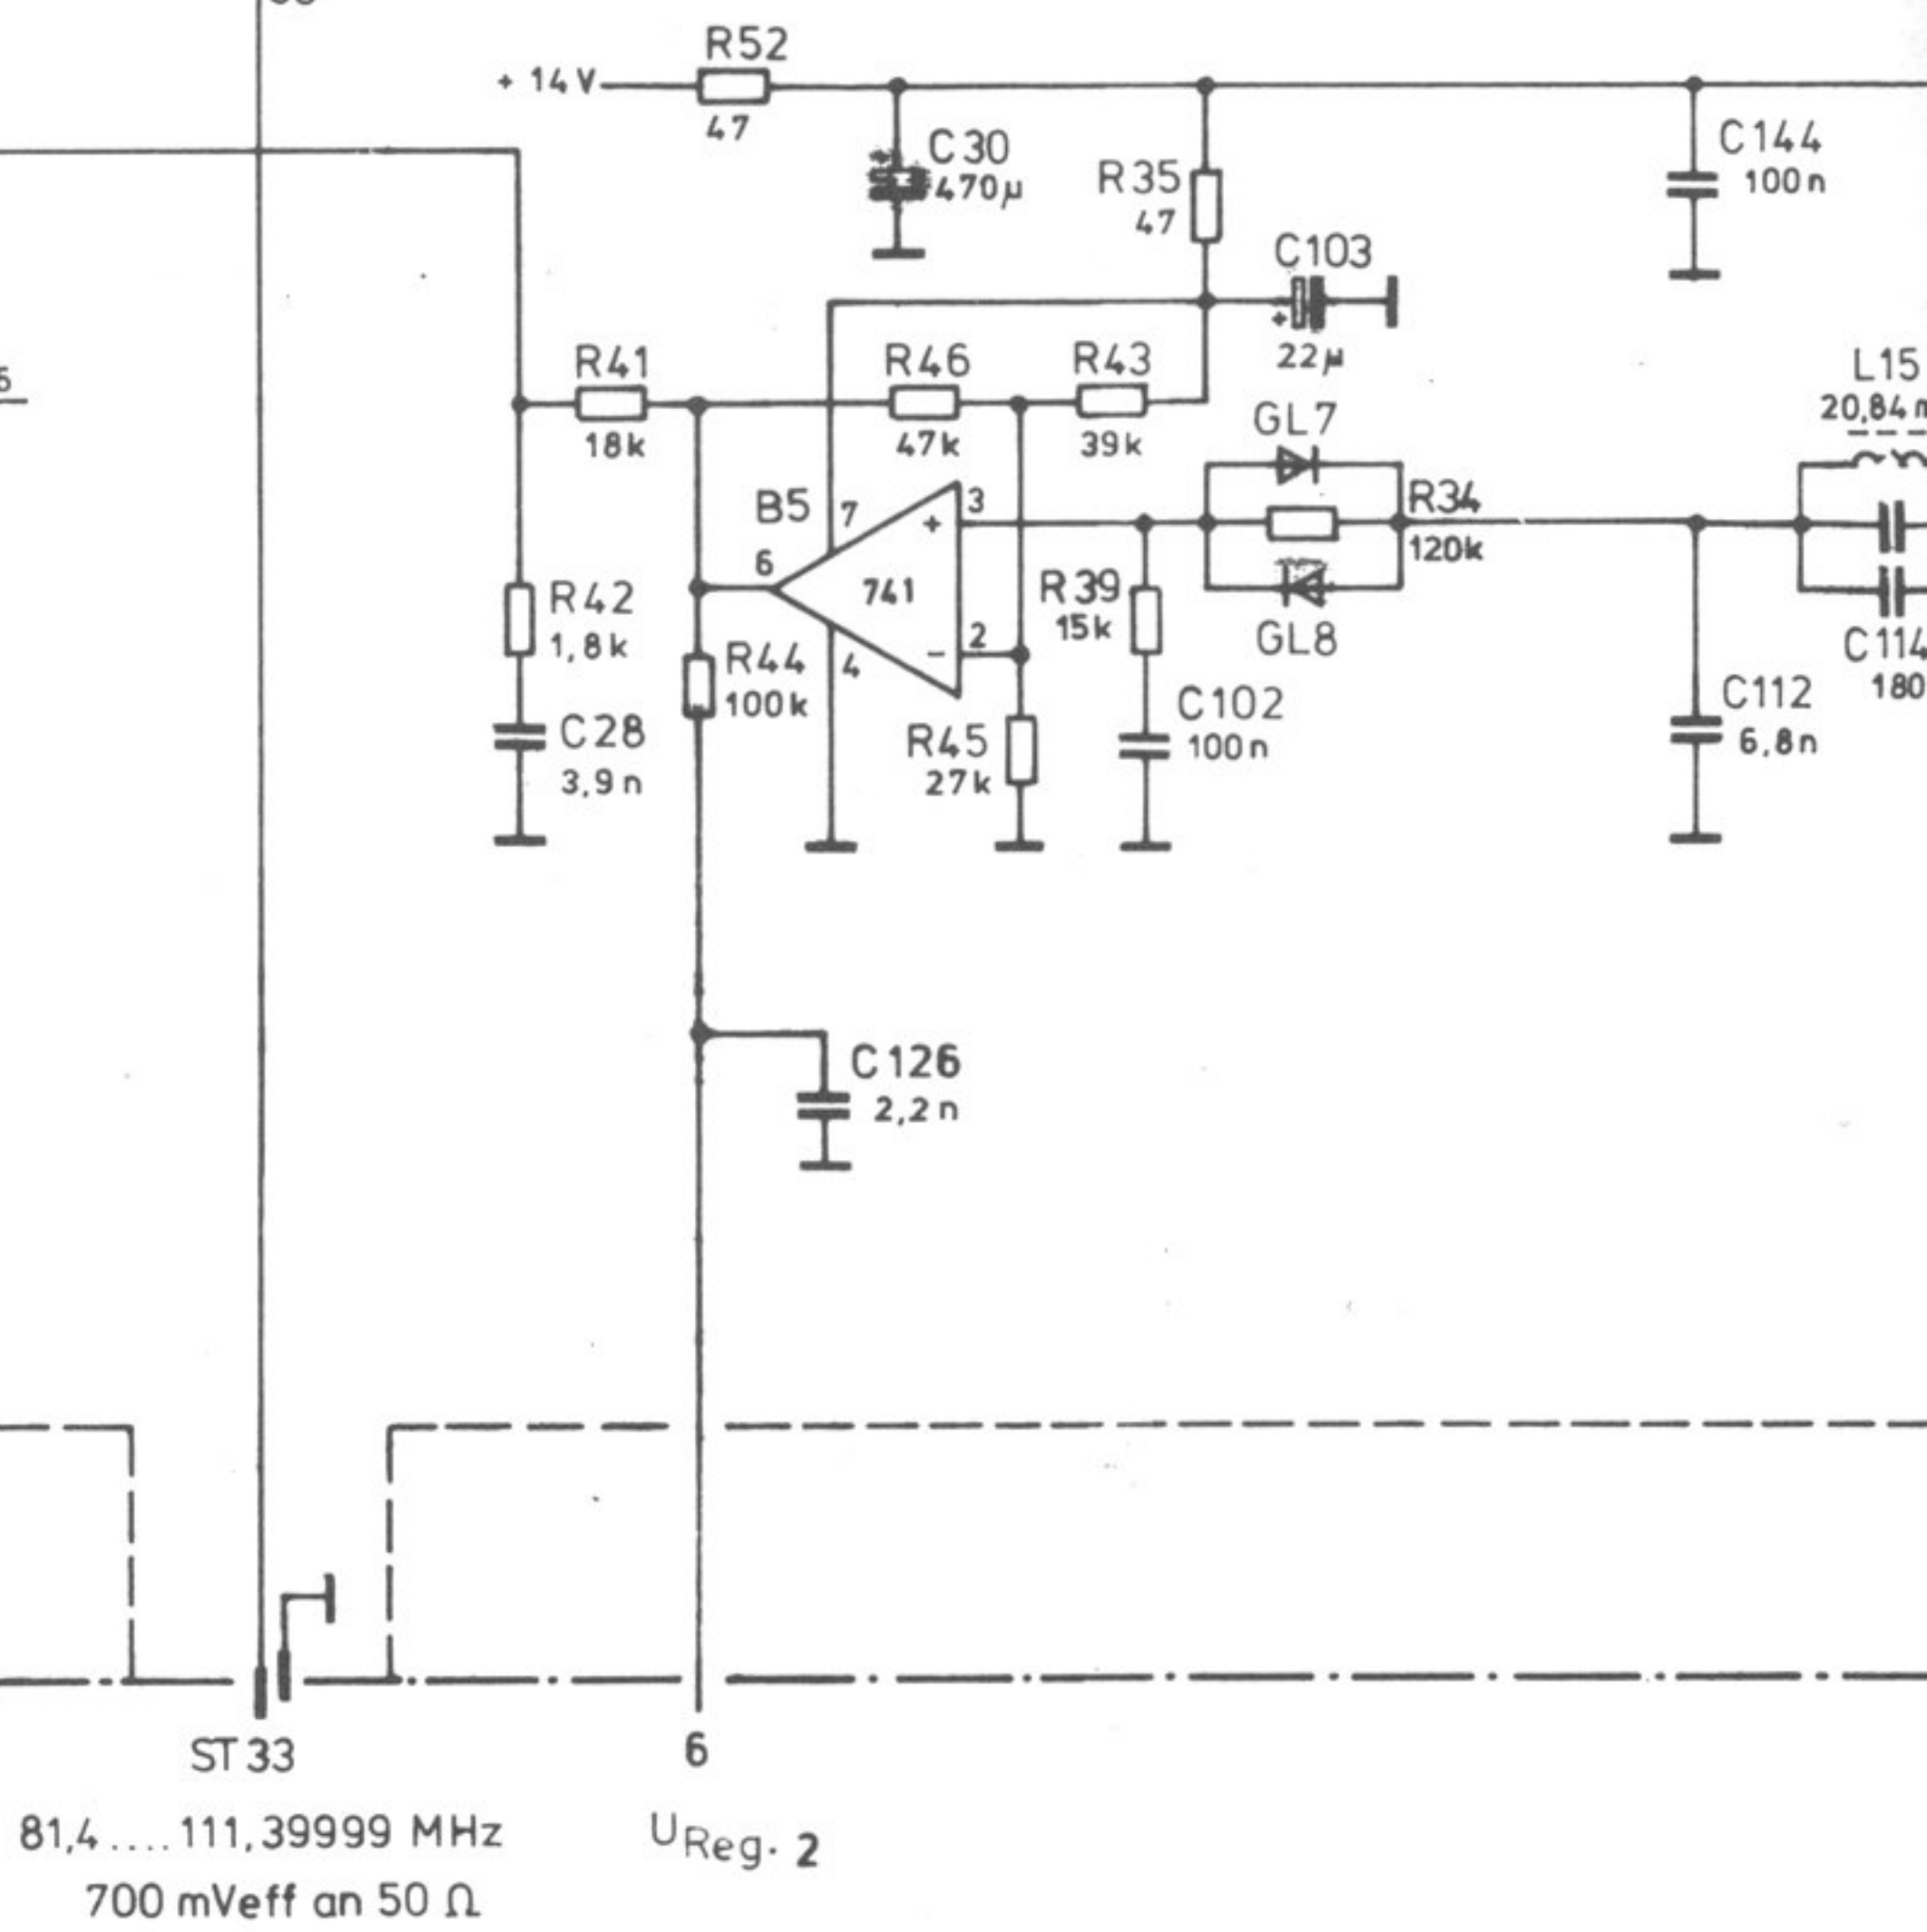 R52
+ 14 V
47
C30
470µ
R35
47
C144
100n
C103
+
22µ
R41
18k
R46
47k
R43
39k
GL7
L15
20,84
B5
7
3
+
6
741
R34
120k
R42
1,8k
R39
15k
2
-
4
GL8
R44
100k
C114
180
C28
3,9n
R45
27k
C102
100n
C112
6,8n
C126
2,2n
ST33
6
81,4....111,39999 MHz
UReg. 2
700 mVeff an 50 Ω